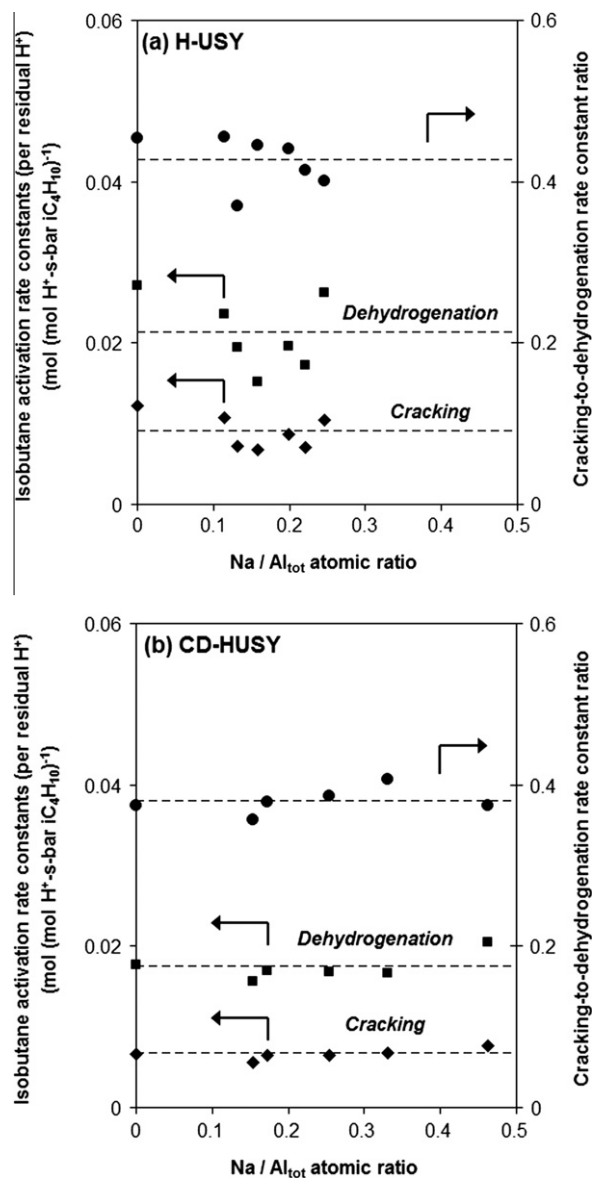 (a) H-USY
Isobutane activation rate constants (per residual H⁺)
(mol (mol H⁺-s-bar iC₄H₁₀)⁻¹
0.06
0.04
0.02
0
0.6
0.4
0.2
0
Cracking-to-dehydrogenation rate constant ratio
Dehydrogenation
Cracking
0
0.1
0.2
0.3
0.4
0.5
Na / Alₜₒₜ atomic ratio
(b) CD-HUSY
Isobutane activation rate constants (per residual H⁺)
(mol (mol H⁺-s-bar iC₄H₁₀)⁻¹
0.06
0.04
0.02
0
0.6
0.4
0.2
0
Cracking-to-dehydrogenation rate constant ratio
Dehydrogenation
Cracking
0
0.1
0.2
0.3
0.4
0.5
Na / Alₜₒₜ atomic ratio